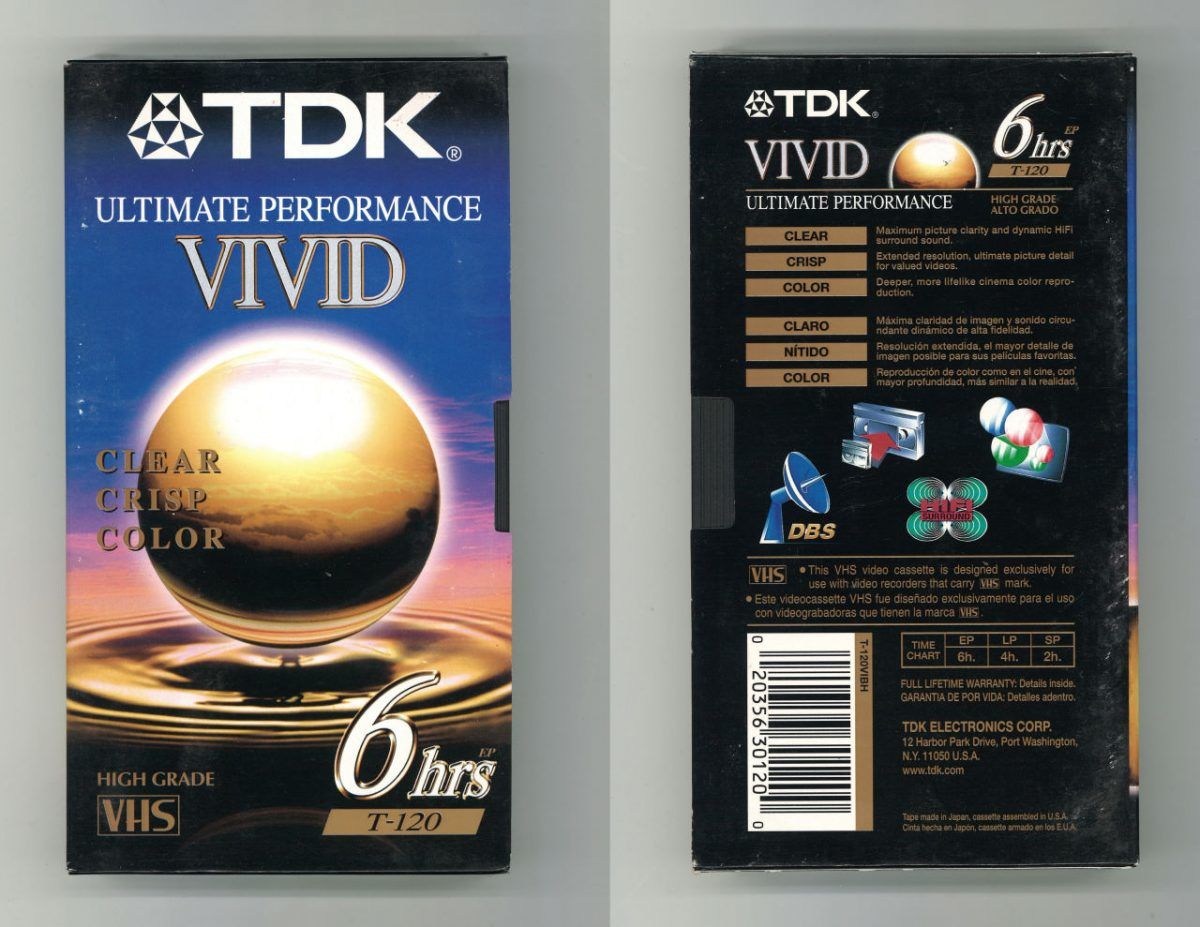 TDK®
ULTIMATE PERFORMANCE
VIVID
CLEAR
CRISP
COLOR
6 hrs EP
T-120
HIGH GRADE
VHS
TDK®
VIVID
6 hrs EP
T-120
ULTIMATE PERFORMANCE
HIGH GRADE
ALTO GRADO
CLEAR Maximum picture clarity and dynamic HiFi
surround sound.
CRISP Extended resolution, ultimate picture detail
for valued videos.
COLOR Deeper, more lifelike cinema color repro-
duction.
CLARO Máxima claridad de imagen y sonido circu-
ndante dinámico de alta fidelidad.
NÍTIDO Resolución extendida, el mayor detalle de
imagen posible para sus películas favoritas.
COLOR Reproducción de color como en el cine, con
mayor profundidad, más similar a la realidad.
DBS
HiFi
SURROUND
VHS • This VHS video cassette is designed exclusively for
use with video recorders that carry VHS mark.
• Este videocassette VHS fue diseñado exclusivamente para el uso
con videograbadoras que tienen la marca VHS.
0 20356 30120 0
T-120VIBH
TIME CHART EP LP SP
6h. 4h. 2h.
FULL LIFETIME WARRANTY: Details inside.
GARANTIA DE POR VIDA: Detalles adentro.
TDK ELECTRONICS CORP.
12 Harbor Park Drive, Port Washington,
N.Y. 11050 U.S.A.
www.tdk.com
Tape made in Japan, cassette assembled in U.S.A.
Cinta hecha en Japón, cassette armado en los E.U.A.